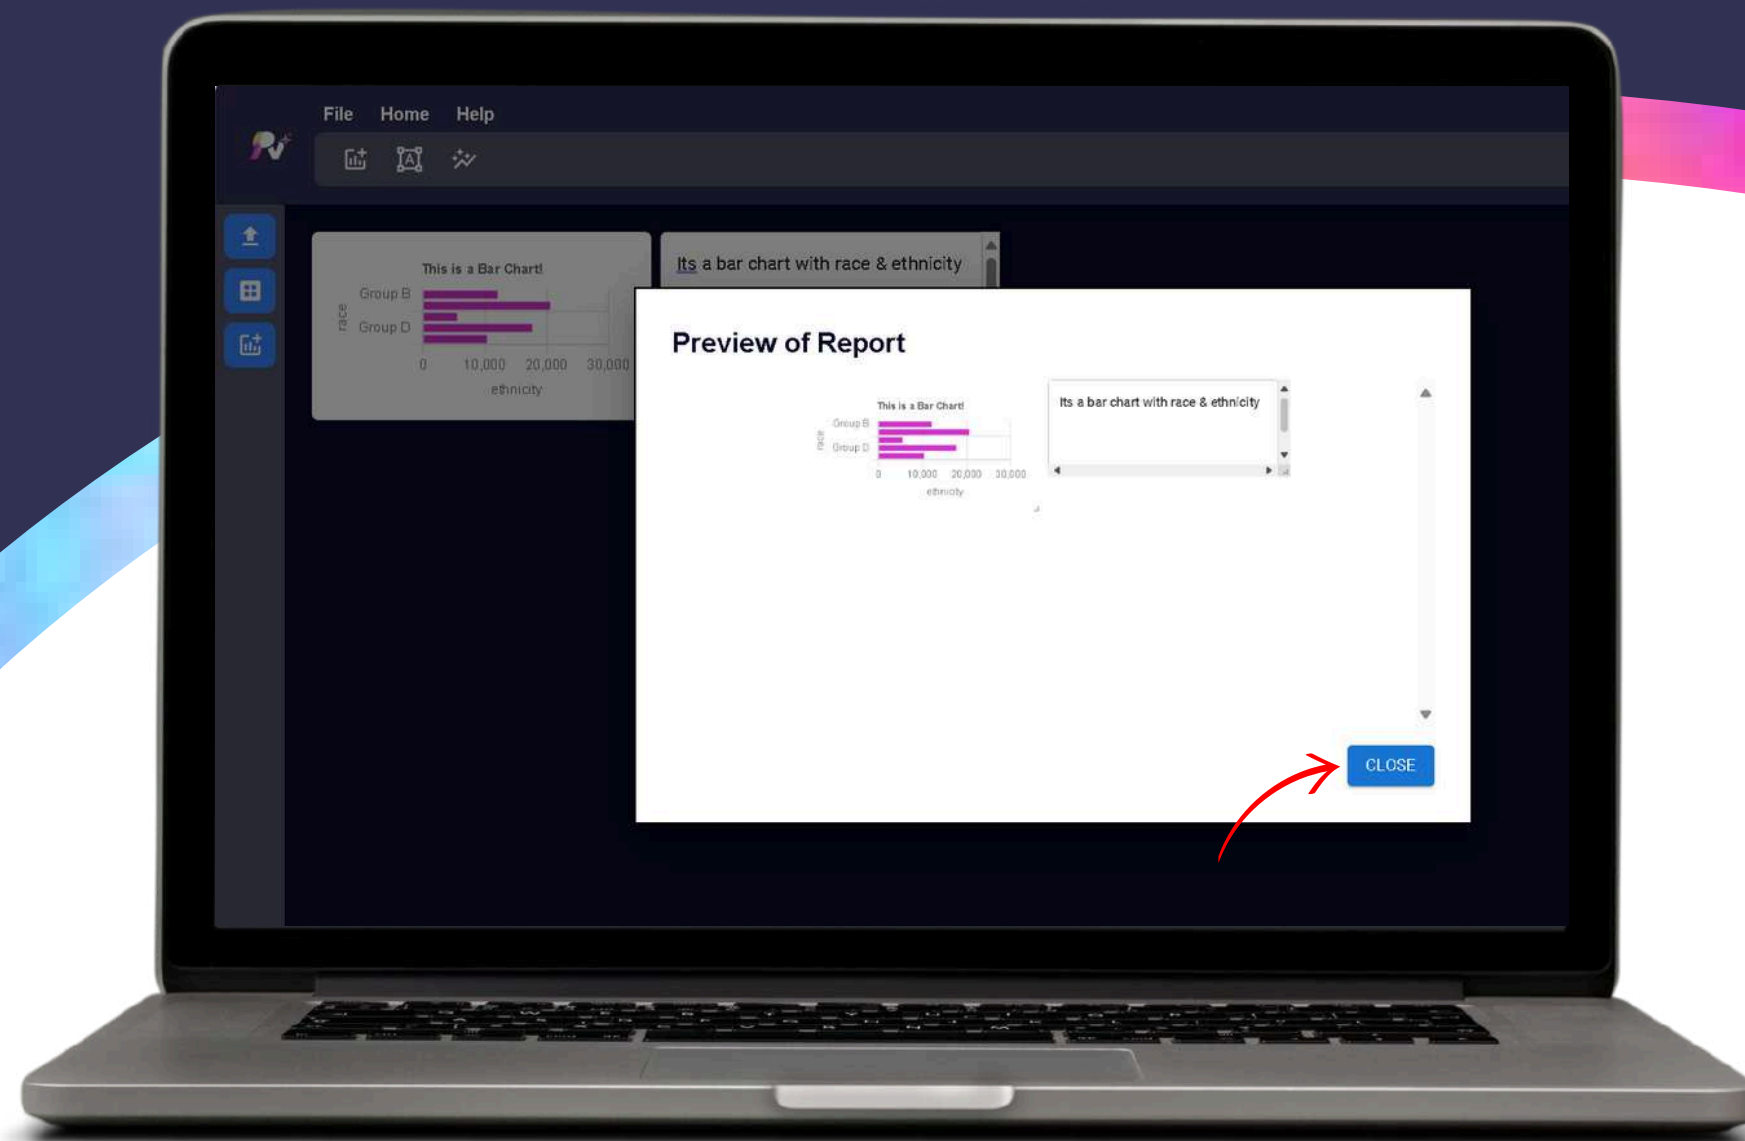 File Home Help
This is a Bar Chart!
Group B
race
Group D
0 10,000 20,000 30,000
ethnicity
Its a bar chart with race & ethnicity
Preview of Report
This is a Bar Chart!
Group B
race
Group D
0 10,000 20,000 30,000
ethnicity
Its a bar chart with race & ethnicity
CLOSE